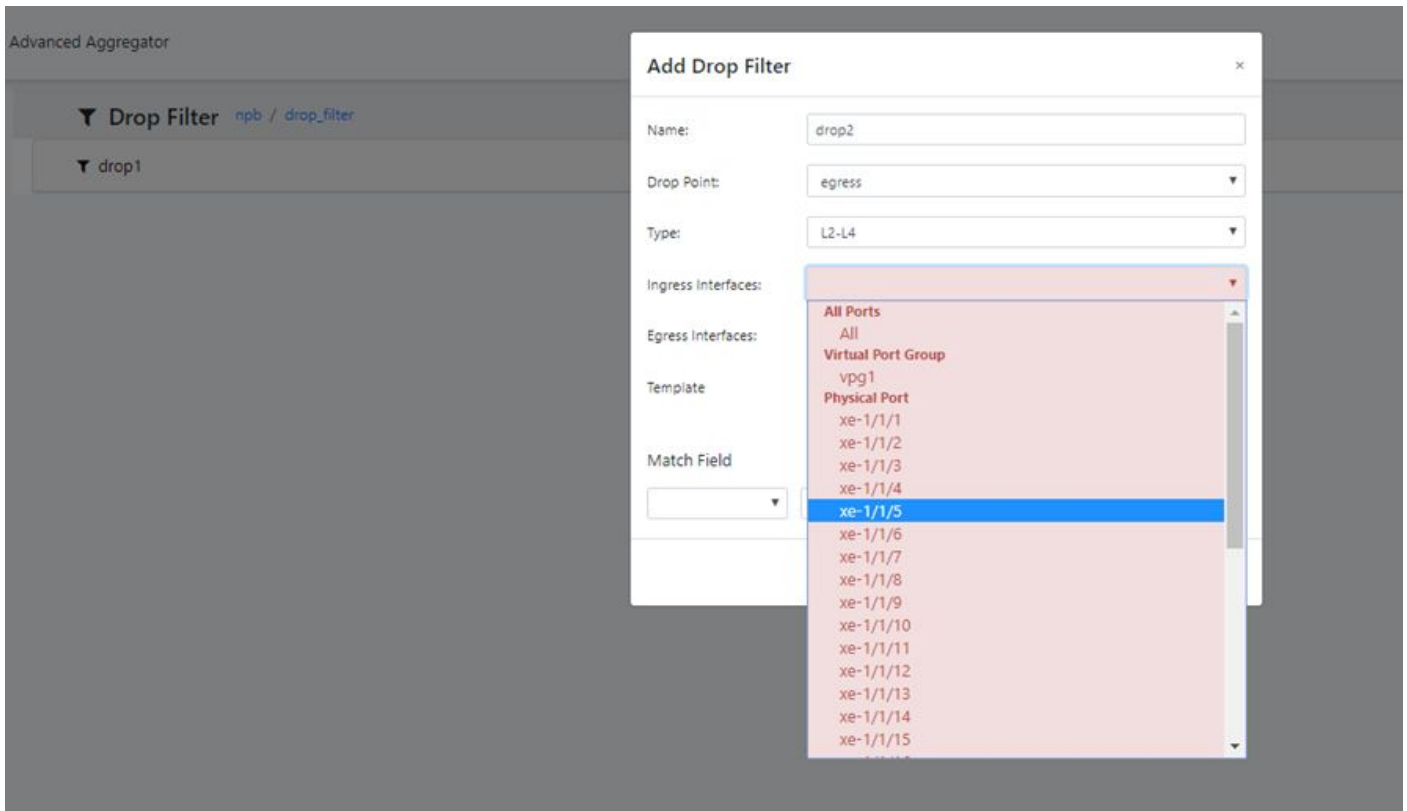 Advanced Aggregator
Drop Filter npb / drop_filter
drop1
Add Drop Filter ×
Name: drop2
Drop Point: egress
Type: L2-L4
Ingress Interfaces:
Egress Interfaces:
Template
Match Field
All Ports
All
Virtual Port Group
vpg1
Physical Port
xe-1/1/1
xe-1/1/2
xe-1/1/3
xe-1/1/4
xe-1/1/5
xe-1/1/6
xe-1/1/7
xe-1/1/8
xe-1/1/9
xe-1/1/10
xe-1/1/11
xe-1/1/12
xe-1/1/13
xe-1/1/14
xe-1/1/15